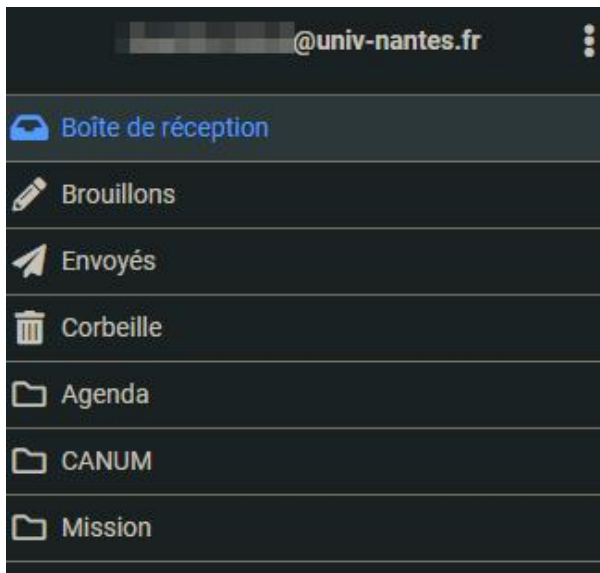 @univ-nantes.fr
Boîte de réception
Brouillons
Envoyés
Corbeille
Agenda
CANUM
Mission